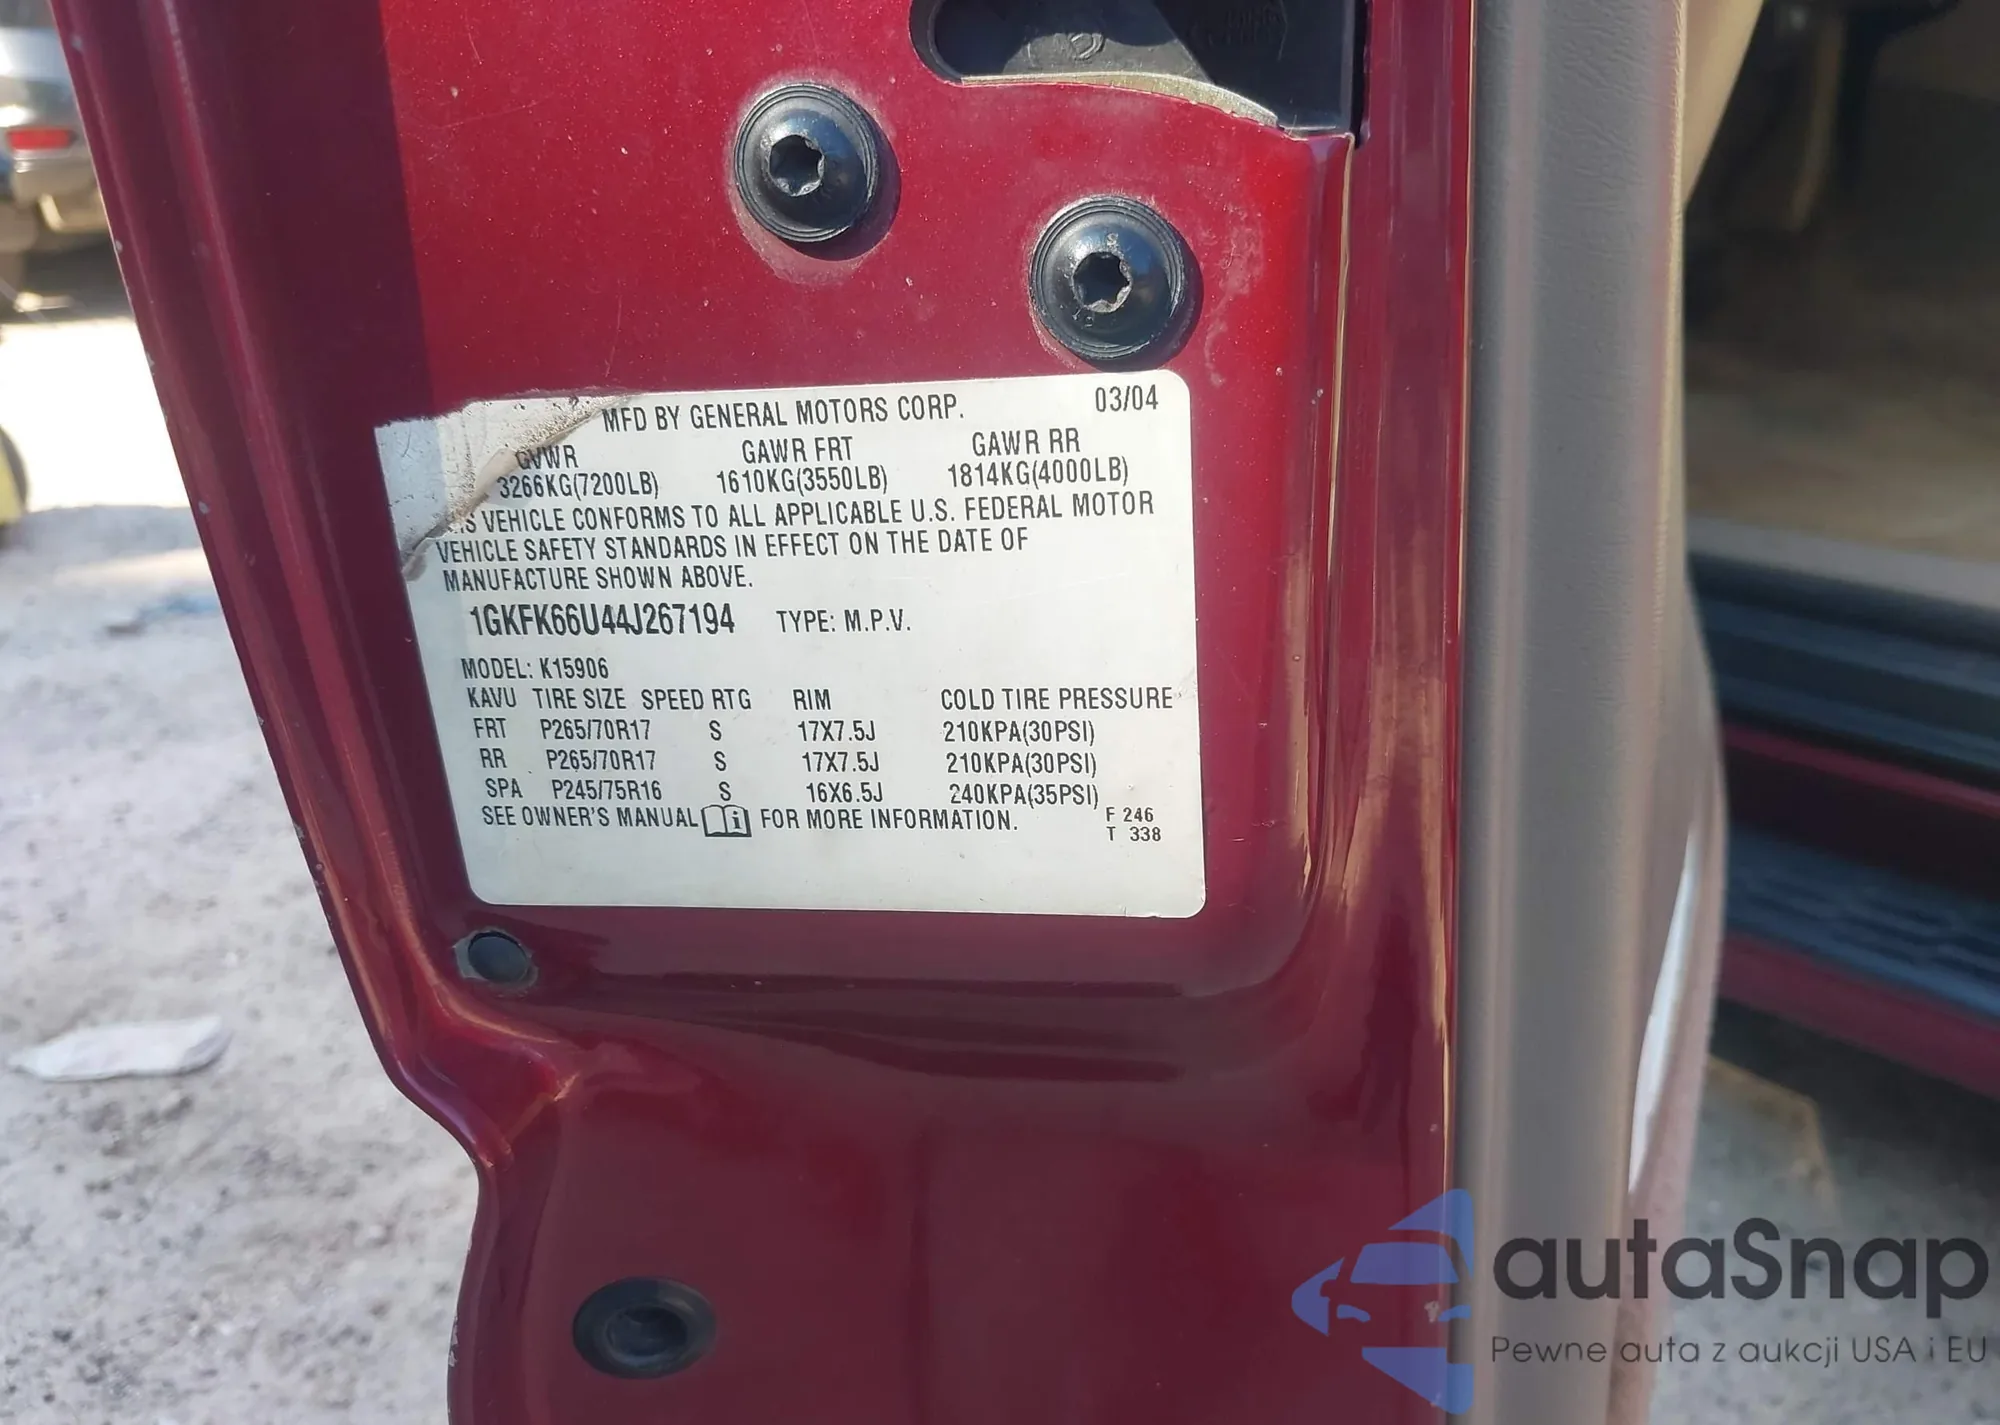 MFD BY GENERAL MOTORS CORP. 03/04
GVWR GAWR FRT GAWR RR
3266KG(7200LB) 1610KG(3550LB) 1814KG(4000LB)
VEHICLE CONFORMS TO ALL APPLICABLE U.S. FEDERAL MOTOR
VEHICLE SAFETY STANDARDS IN EFFECT ON THE DATE OF
MANUFACTURE SHOWN ABOVE.
1GKFK66U44J267194 TYPE: M.P.V.
MODEL: K15906
KAVU TIRE SIZE SPEED RTG RIM COLD TIRE PRESSURE
FRT P265/70R17 S 17X7.5J 210KPA(30PSI)
RR P265/70R17 S 17X7.5J 210KPA(30PSI)
SPA P245/75R16 S 16X6.5J 240KPA(35PSI)
SEE OWNER'S MANUAL i FOR MORE INFORMATION. F 246
T 338
autaSnap
Pewne auta z aukcji USA i EU